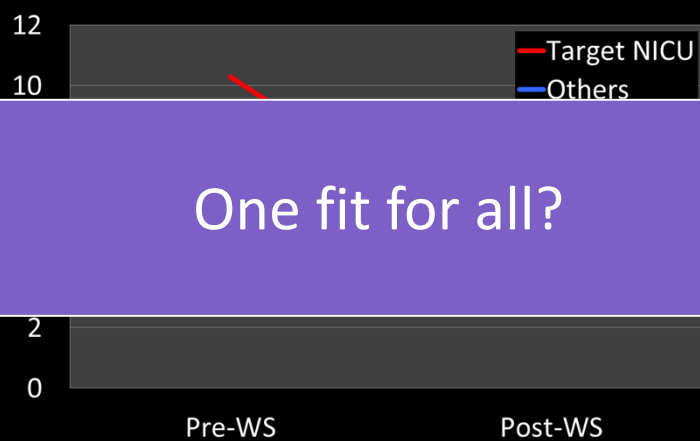 12
Target NICU
10
Others
One fit for all?
2
0
Pre-WS
Post-WS